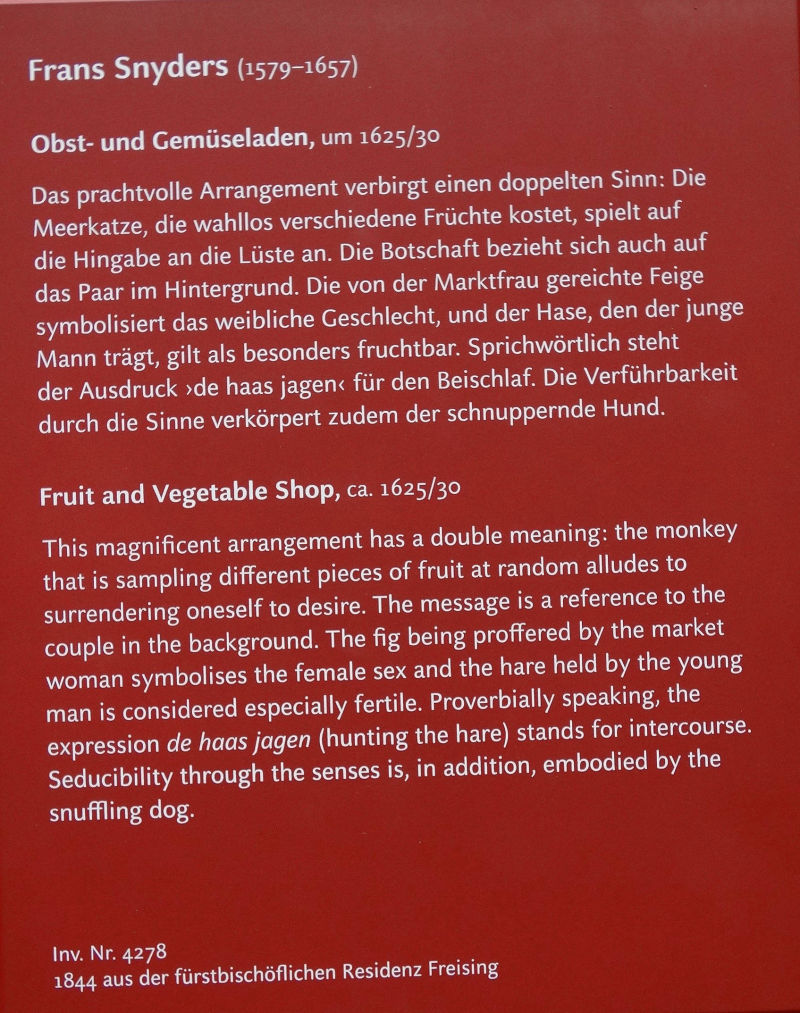 Frans Snyders (1579–1657)
Obst- und Gemüseladen, um 1625/30
Das prachtvolle Arrangement verbirgt einen doppelten Sinn: Die
Meerkatze, die wahllos verschiedene Früchte kostet, spielt auf
die Hingabe an die Lüste an. Die Botschaft bezieht sich auch auf
das Paar im Hintergrund. Die von der Marktfrau gereichte Feige
symbolisiert das weibliche Geschlecht, und der Hase, den der junge
Mann trägt, gilt als besonders fruchtbar. Sprichwörtlich steht
der Ausdruck ›de haas jagen‹ für den Beischlaf. Die Verführbarkeit
durch die Sinne verkörpert zudem der schnuppernde Hund.
Fruit and Vegetable Shop, ca. 1625/30
This magnificent arrangement has a double meaning: the monkey
that is sampling different pieces of fruit at random alludes to
surrendering oneself to desire. The message is a reference to the
couple in the background. The fig being proffered by the market
woman symbolises the female sex and the hare held by the young
man is considered especially fertile. Proverbially speaking, the
expression de haas jagen (hunting the hare) stands for intercourse.
Seducibility through the senses is, in addition, embodied by the
snuffling dog.
Inv. Nr. 4278
1844 aus der fürstbischöflichen Residenz Freising